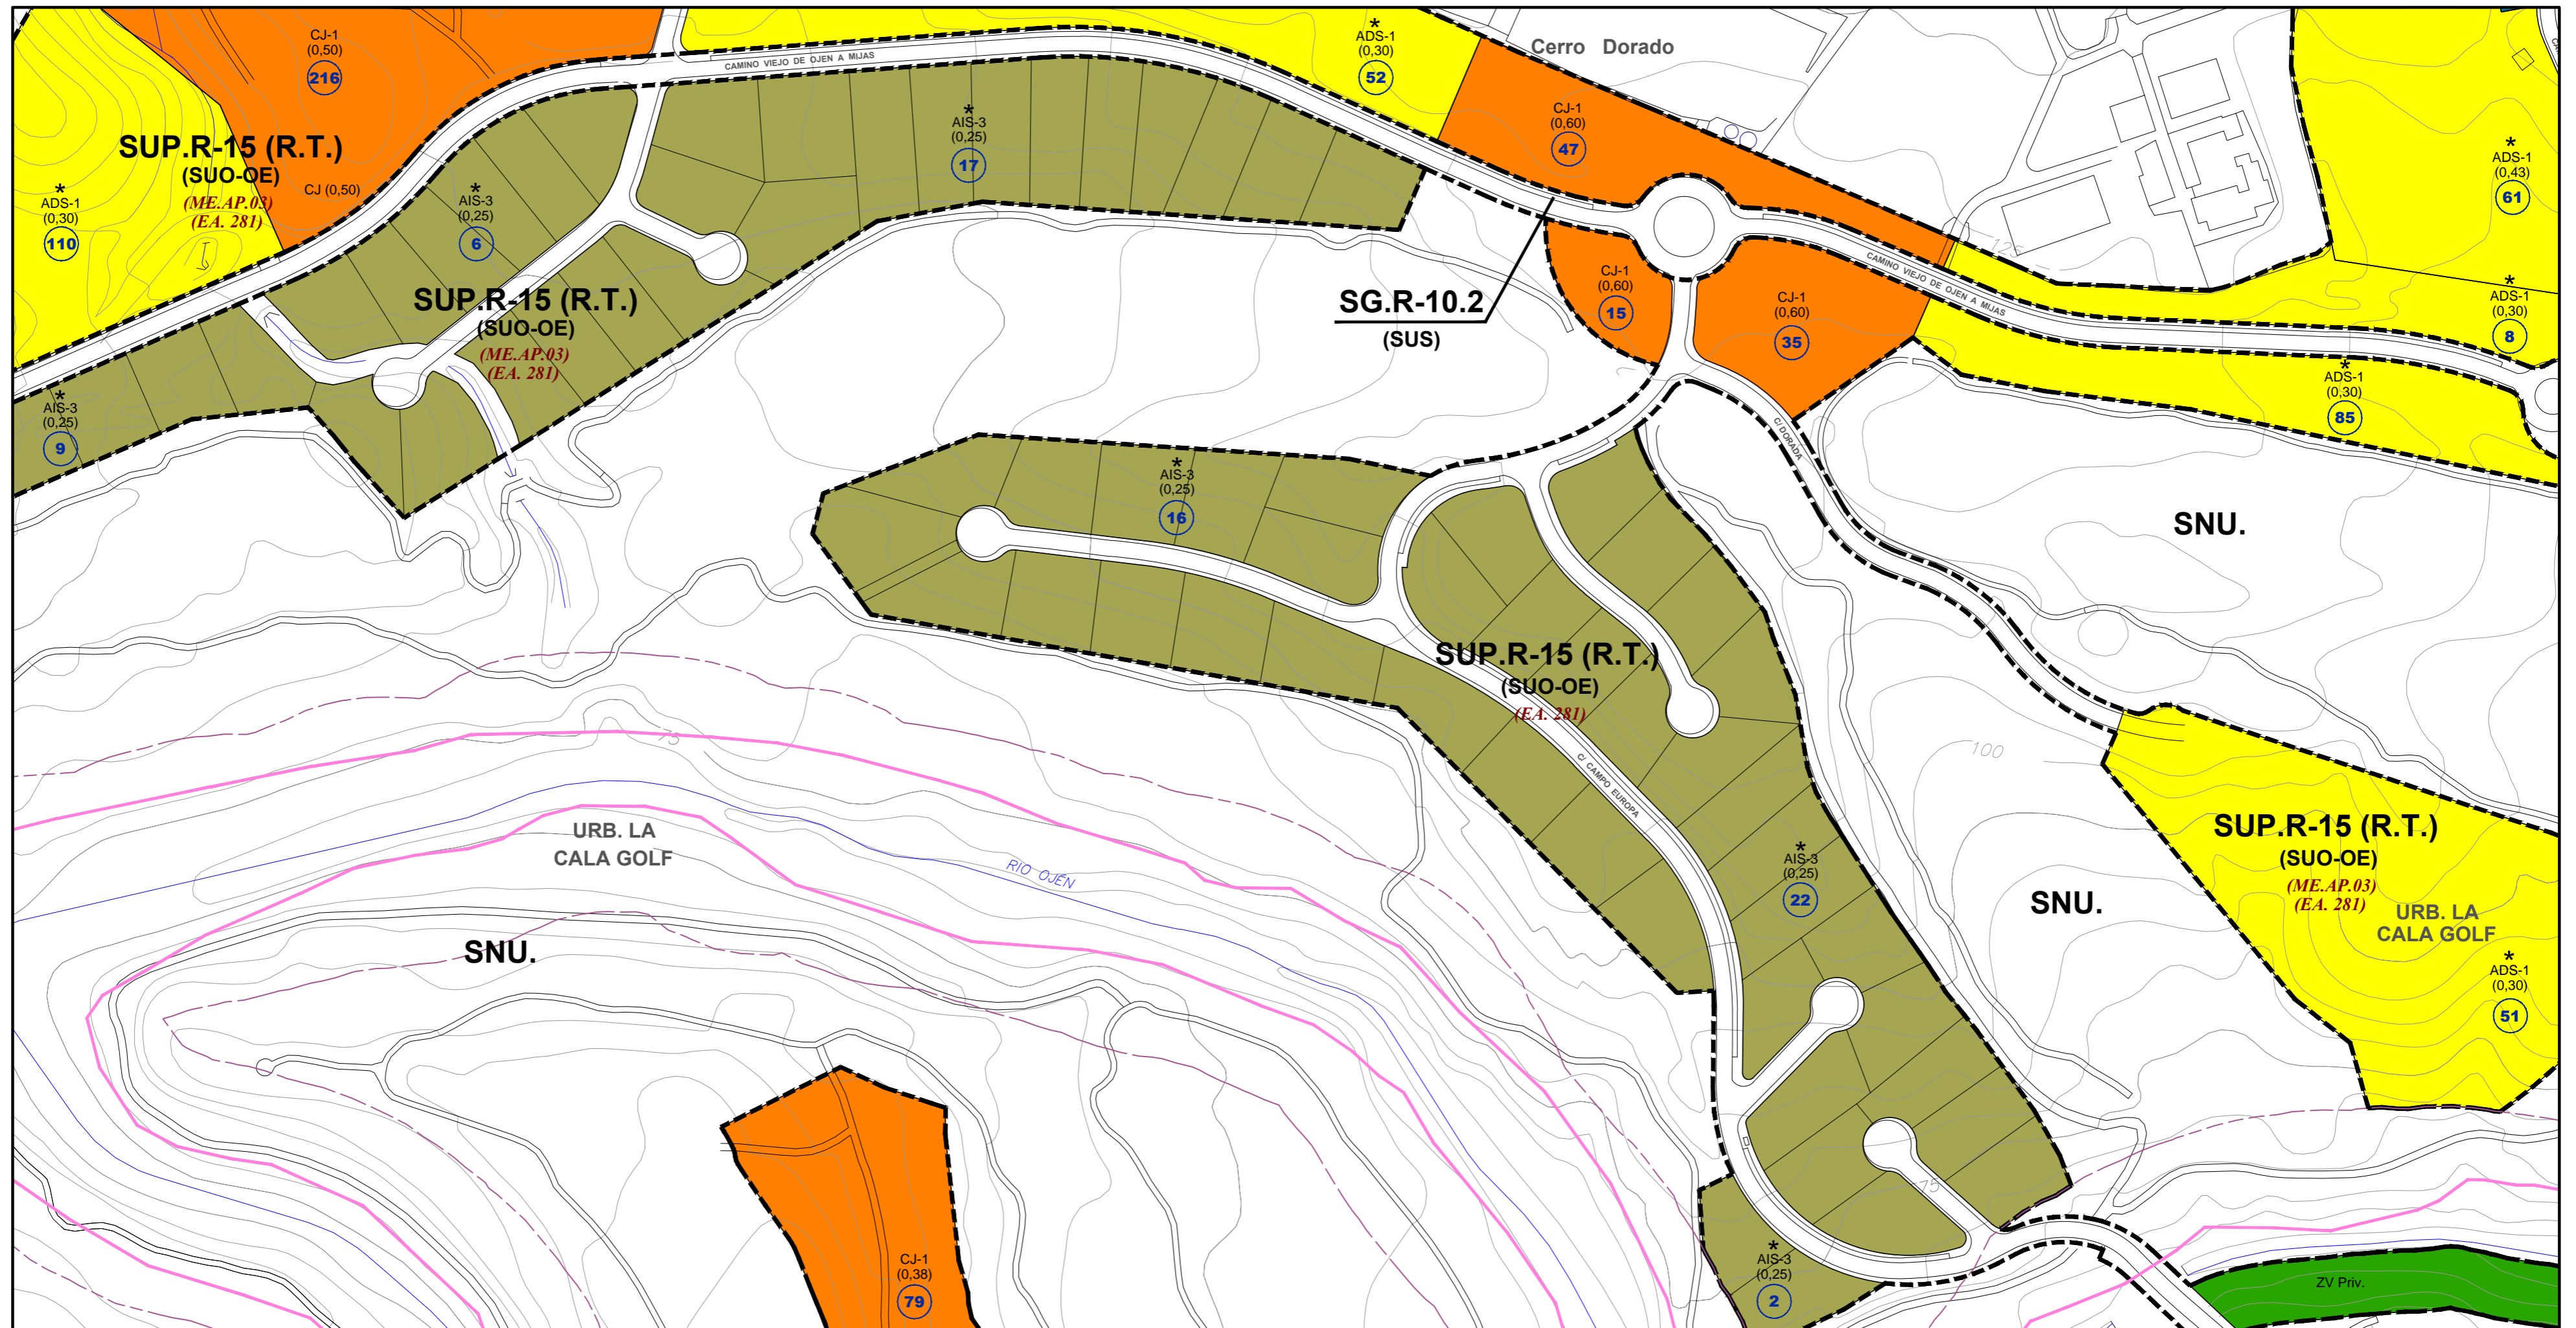 CJ-1
(0,50)
216
SUP.R-15 (R.T.)
(SUO-OE)
(ME.AP.03)
(EA. 281)
CJ (0,50)
*
ADS-1
(0,30)
110
CAMINO VIEJO DE OJEN A MIJAS
*
AIS-3
(0,25)
17
*
AIS-3
(0,25)
6
SUP.R-15 (R.T.)
(SUO-OE)
(ME.AP.03)
(EA. 281)
*
AIS-3
(0,25)
9
*
ADS-1
(0,30)
52
Cerro Dorado
CJ-1
(0,60)
47
SG.R-10.2
(SUS)
CJ-1
(0,60)
15
CJ-1
(0,60)
35
CAMINO VIEJO DE OJEN A MIJAS
125
*
ADS-1
(0,43)
61
*
ADS-1
(0,30)
8
*
ADS-1
(0,30)
85
C/ DORADA
SNU.
*
AIS-3
(0,25)
16
SUP.R-15 (R.T.)
(SUO-OE)
(EA. 281)
C/ CAMPO EUROPA
75
100
URB. LA
CALA GOLF
RIO OJÉN
SNU.
*
AIS-3
(0,25)
22
SNU.
SUP.R-15 (R.T.)
(SUO-OE)
(ME.AP.03)
(EA. 281)
URB. LA
CALA GOLF
*
ADS-1
(0,30)
51
75
CJ-1
(0,38)
79
*
AIS-3
(0,25)
2
ZV Priv.